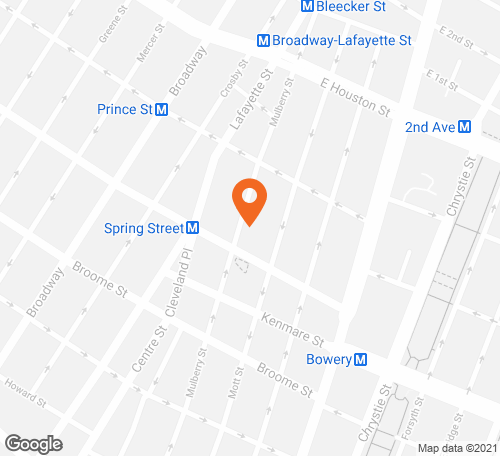 Bleecker St
Greene St
Mercer St
Broadway
Broadway-Lafayette St
E 2nd St
Crosby St
Lafayette St
Mulberry St
E 1st St
E Houston St
Prince St
2nd Ave
Chrystie St
Spring Street
Cleveland Pl
Broome St
Broadway
Kenmare St
Centre St
Mulberry St
Mott St
Broome St
Bowery
Howard St
Chrystie St
Forsyth St
Google
Map data ©2021